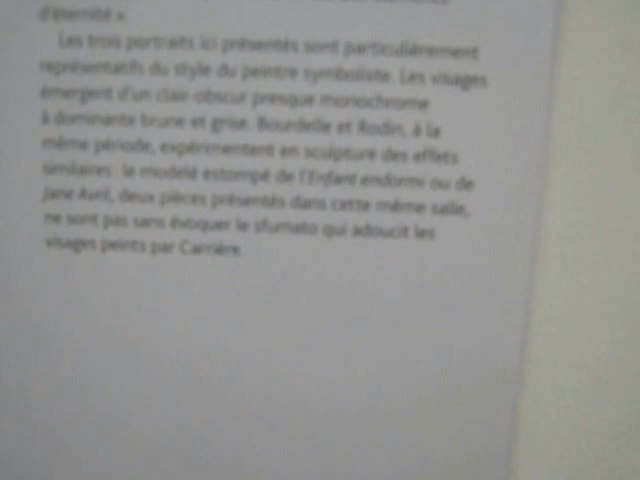 d'éternité ».
Les trois portraits ici présentés sont particulièrement
représentatifs du style du peintre symboliste. Les visages
émergent d'un clair-obscur presque monochrome
à dominante brune et grise. Bourdelle et Rodin, à la
même période, expérimentent en sculpture des effets
similaires : le modelé estompé de l'Enfant endormi ou de
Jane Avril, deux pièces présentés dans cette même salle,
ne sont pas sans évoquer le sfumato qui adoucit les
visages peints par Carrière.